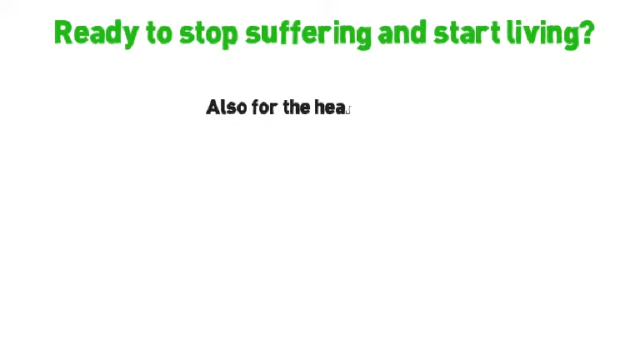 Ready to stop suffering and start living?
Also for the hea